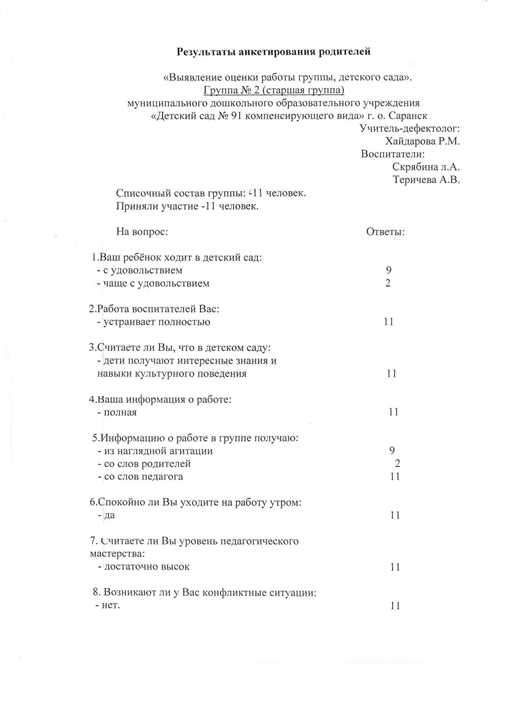 Результаты анкетирования родителей
«Выявление оценки работы группы, детского сада».
Группа № 2 (старшая группа)
муниципального дошкольного образовательного учреждения
«Детский сад № 91 компенсирующего вида» г. о. Саранск
Учитель-дефектолог:
Хайдарова Р.М.
Воспитатели:
Скрябина л.А.
Теричева А.В.
Списочный состав группы: -11 человек.
Приняли участие -11 человек.
На вопрос: Ответы:
1.Ваш ребёнок ходит в детский сад:
- с удовольствием 9
- чаще с удовольствием 2
2.Работа воспитателей Вас:
- устраивает полностью 11
3.Считаете ли Вы, что в детском саду:
- дети получают интересные знания и
навыки культурного поведения 11
4.Ваша информация о работе:
- полная 11
5.Информацию о работе в группе получаю:
- из наглядной агитации 9
- со слов родителей 2
- со слов педагога 11
6.Спокойно ли Вы уходите на работу утром:
- да 11
7. Считаете ли Вы уровень педагогического
мастерства:
- достаточно высок 11
8. Возникают ли у Вас конфликтные ситуации:
- нет. 11